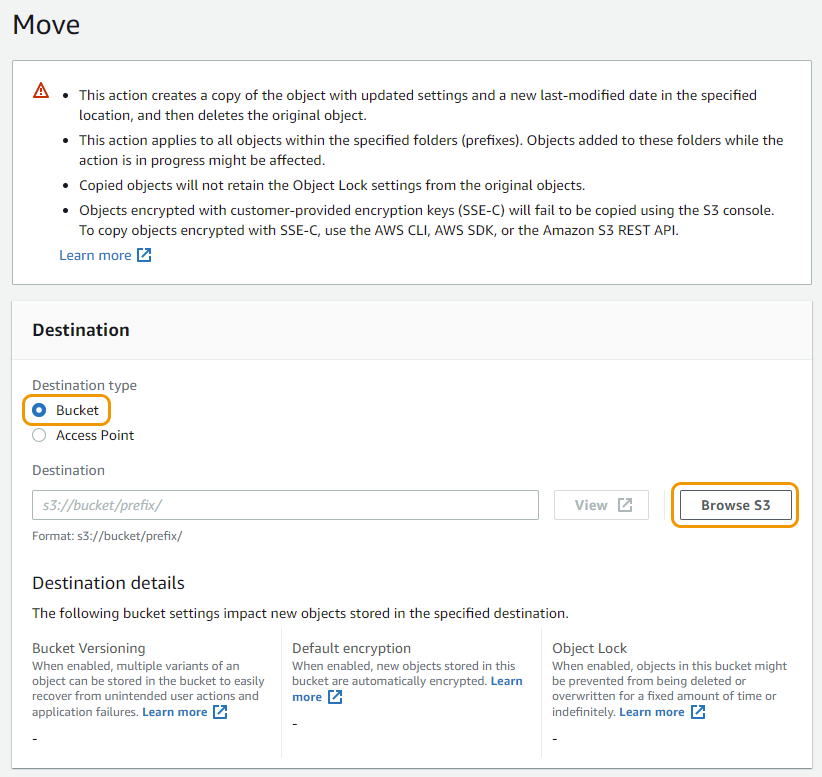 Move
This action creates a copy of the object with updated settings and a new last-modified date in the specified
location, and then deletes the original object.
This action applies to all objects within the specified folders (prefixes). Objects added to these folders while the
action is in progress might be affected.
Copied objects will not retain the Object Lock settings from the original objects.
Objects encrypted with customer-provided encryption keys (SSE-C) will fail to be copied using the S3 console.
To copy objects encrypted with SSE-C, use the AWS CLI, AWS SDK, or the Amazon S3 REST API.
Learn more
Destination
Destination type
Bucket
Access Point
Destination
s3://bucket/prefix/
View
Browse S3
Format: s3://bucket/prefix/
Destination details
The following bucket settings impact new objects stored in the specified destination.
Bucket Versioning
When enabled, multiple variants of an
object can be stored in the bucket to easily
recover from unintended user actions and
application failures. Learn more
-
Default encryption
When enabled, new objects stored in this
bucket are automatically encrypted. Learn
more
-
Object Lock
When enabled, objects in this bucket might
be prevented from being deleted or
overwritten for a fixed amount of time or
indefinitely. Learn more
-